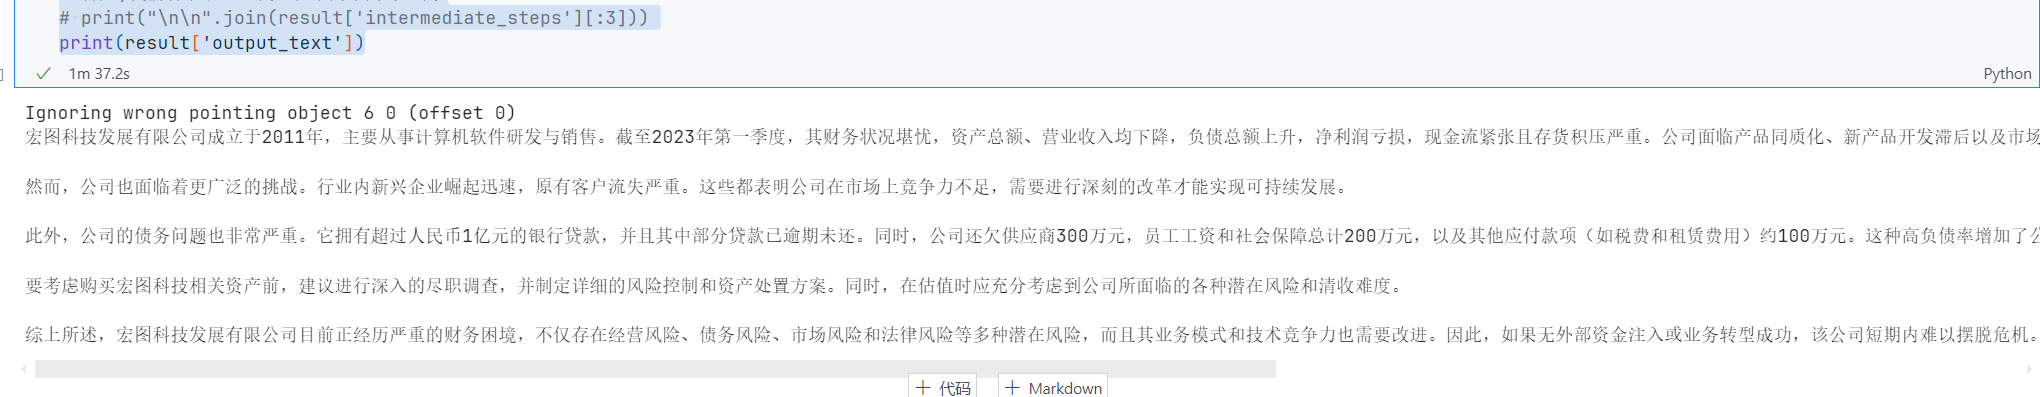 # print("\n\n".join(result['intermediate_steps'][:3]))
print(result['output_text'])
1m 37.2s
Python
Ignoring wrong pointing object 6 0 (offset 0)
宏图科技发展有限公司成立于2011年，主要从事计算机软件研发与销售。截至2023年第一季度，其财务状况堪忧，资产总额、营业收入均下降，负债总额上升，净利润亏损，现金流紧张且存货积压严重。公司面临产品同质化、新产品开发滞后以及市场
然而，公司也面临着更广泛的挑战。行业内新兴企业崛起迅速，原有客户流失严重。这些都表明公司在市场上竞争力不足，需要进行深刻的改革才能实现可持续发展。
此外，公司的债务问题也非常严重。它拥有超过人民币1亿元的银行贷款，并且其中部分贷款已逾期未还。同时，公司还欠供应商300万元，员工工资和社会保障总计200万元，以及其他应付款项（如税费和租赁费用）约100万元。这种高负债率增加了公
要考虑购买宏图科技相关资产前，建议进行深入的尽职调查，并制定详细的风险控制和资产处置方案。同时，在估值时应充分考虑到公司所面临的各种潜在风险和清收难度。
综上所述，宏图科技发展有限公司目前正经历严重的财务困境，不仅存在经营风险、债务风险、市场风险和法律风险等多种潜在风险，而且其业务模式和技术竞争力也需要改进。因此，如果无外部资金注入或业务转型成功，该公司短期内难以摆脱危机。
代码
Markdown